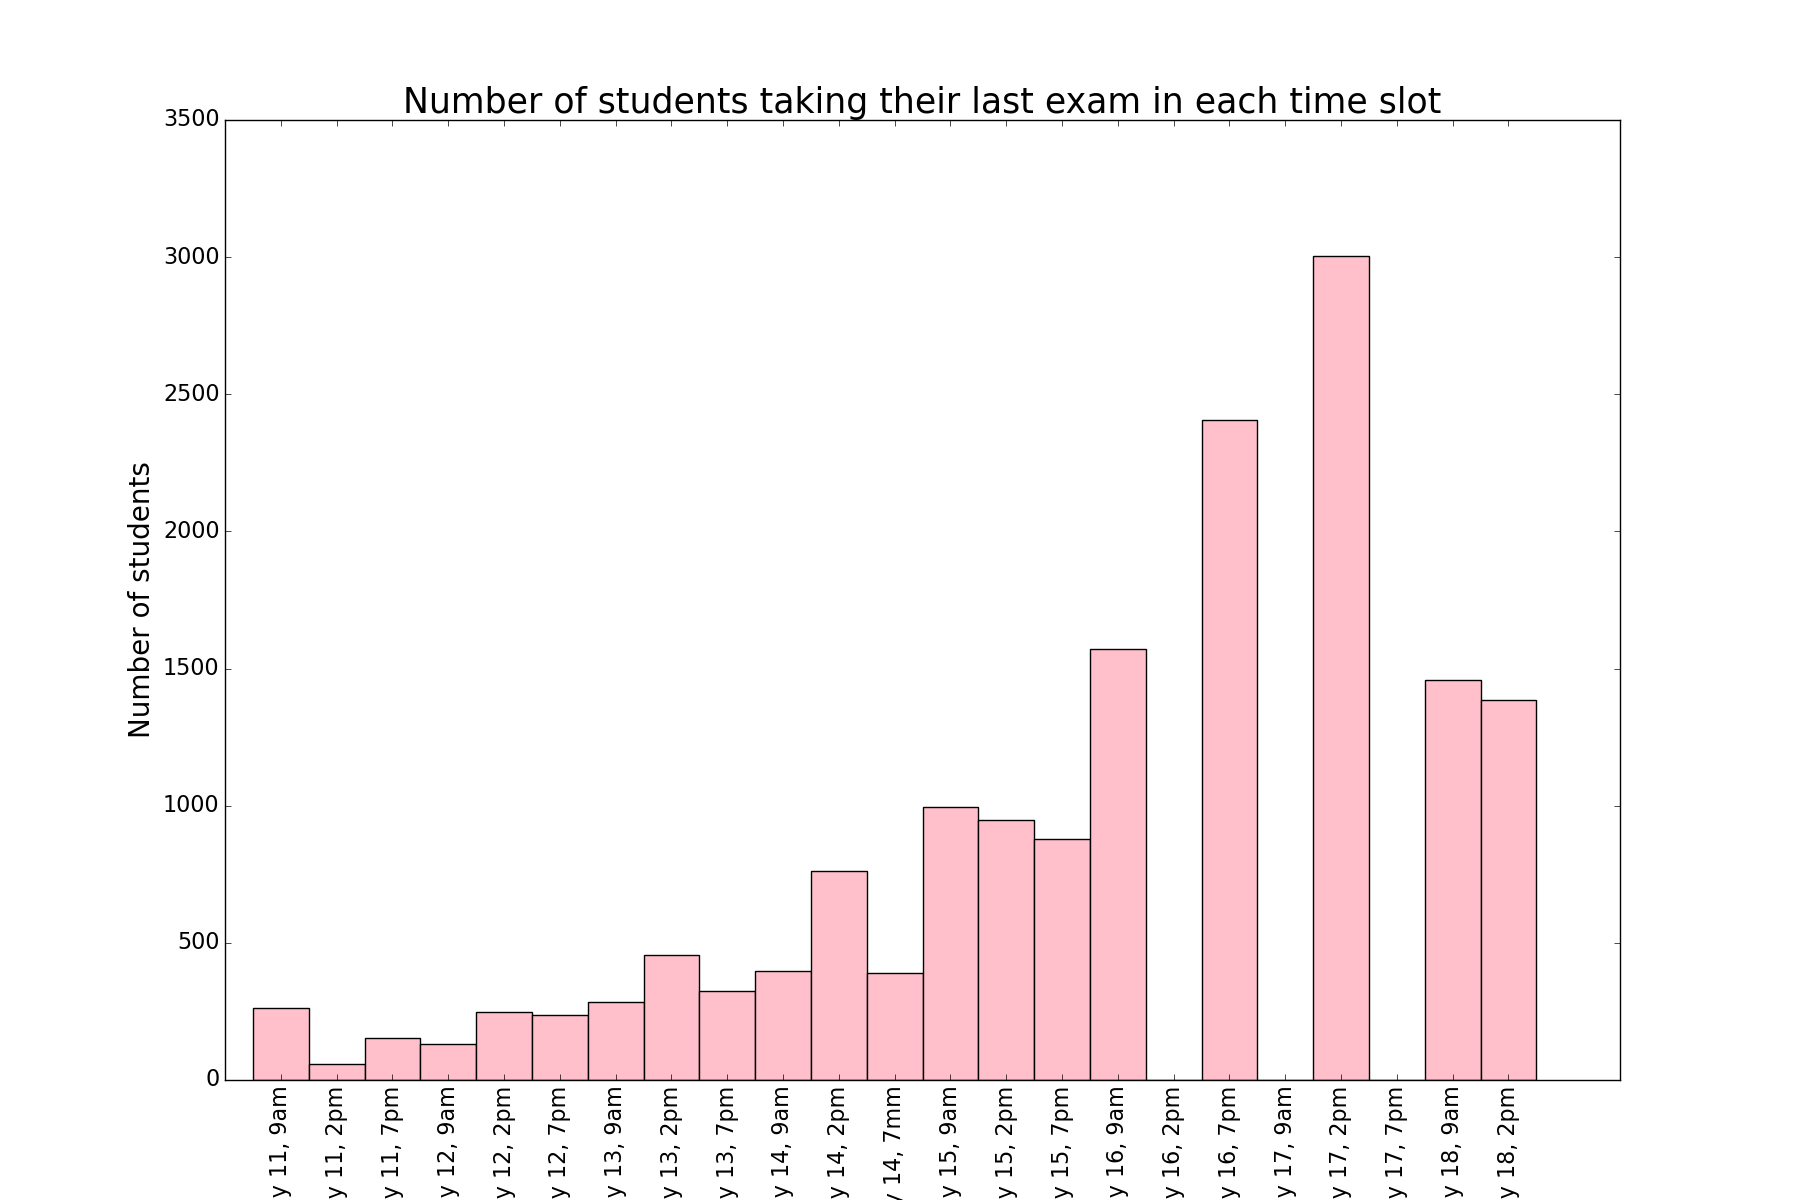 Number of students taking their last exam in each time slot
Number of students
3500
3000
2500
2000
1500
1000
500
0
y 11, 9am
y 11, 2pm
y 11, 7pm
y 12, 9am
y 12, 2pm
y 12, 7pm
y 13, 9am
y 13, 2pm
y 13, 7pm
y 14, 9am
y 14, 2pm
y 14, 7mm
y 15, 9am
y 15, 2pm
y 15, 7pm
y 16, 9am
y 16, 2pm
y 16, 7pm
y 17, 9am
y 17, 2pm
y 17, 7pm
y 18, 9am
y 18, 2pm